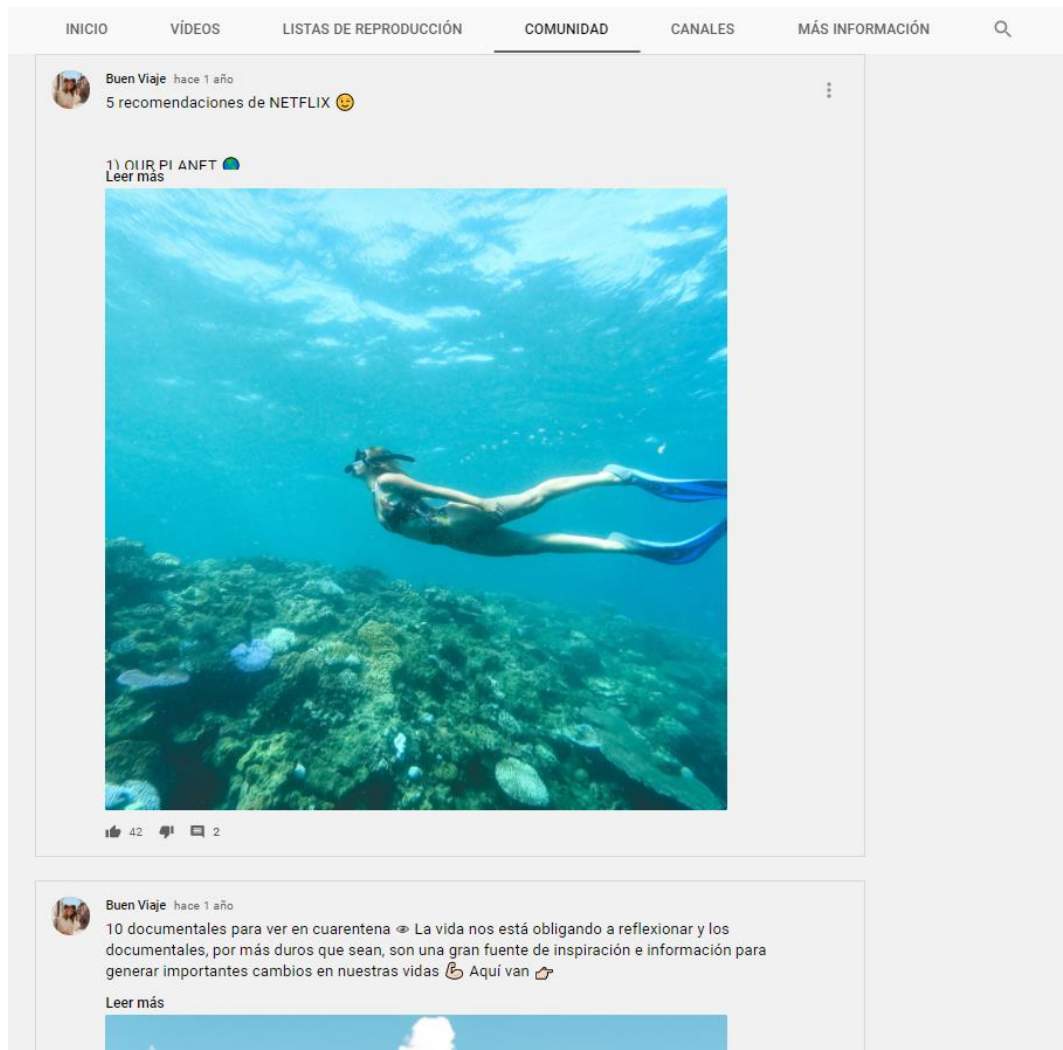 INICIO VÍDEOS LISTAS DE REPRODUCCIÓN COMUNIDAD CANALES MÁS INFORMACIÓN
Buen Viaje hace 1 año
5 recomendaciones de NETFLIX 😉
1) OUR PLANET 🌎
Leer más
42 2
Buen Viaje hace 1 año
10 documentales para ver en cuarentena 👁 La vida nos está obligando a reflexionar y los
documentales, por más duros que sean, son una gran fuente de inspiración e información para
generar importantes cambios en nuestras vidas 💪🏻 Aquí van 👉🏻
Leer más